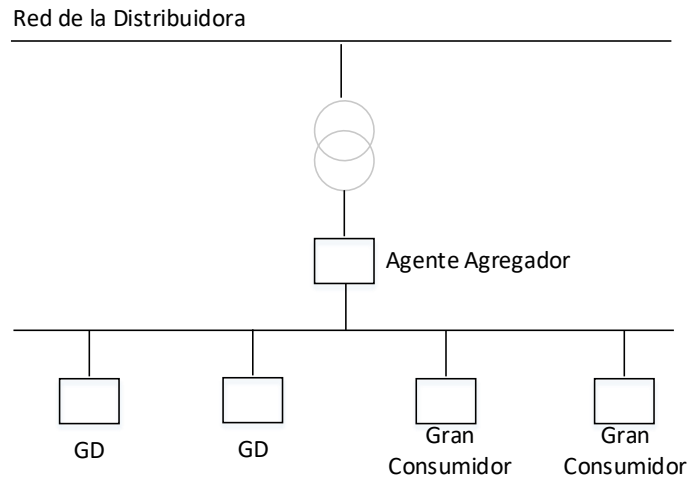 Red de la Distribuidora
Agente Agregador
GD
GD
Gran
Consumidor
Gran
Consumidor